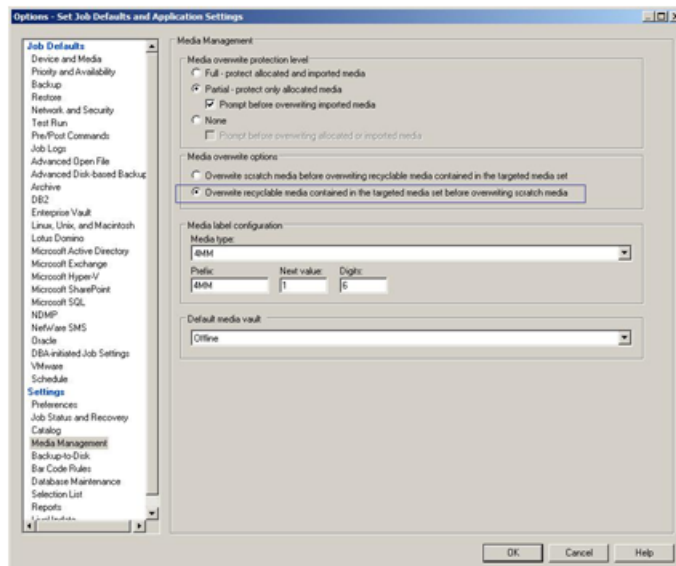 Options - Set Job Defaults and Application Settings
Job Defaults
Device and Media
Priority and Availability
Backup
Restore
Network and Security
Test Run
Pre/Post Commands
Job Logs
Advanced Open File
Advanced Disk-based Backup
Archive
DB2
Enterprise Vault
Linux, Unix, and Macintosh
Lotus Domino
Microsoft Active Directory
Microsoft Exchange
Microsoft Hyper-V
Microsoft SharePoint
Microsoft SQL
NDMP
NetWare SMS
Oracle
DBA-initiated Job Settings
VMware
Schedule
Settings
Preferences
Job Status and Recovery
Catalog
Media Management
Backup-to-Disk
Bar Code Rules
Database Maintenance
Selection List
Reports
LiveUpdate
Media Management
Media overwrite protection level
Full - protect allocated and imported media
Partial - protect only allocated media
Prompt before overwriting imported media
None
Prompt before overwriting allocated or imported media
Media overwrite options
Overwrite scratch media before overwriting recyclable media contained in the targeted media set
Overwrite recyclable media contained in the targeted media set before overwriting scratch media
Media label configuration
Media type:
4MM
Prefix: Next value: Digits:
4MM 1 6
Default media vault
Offline
OK Cancel Help